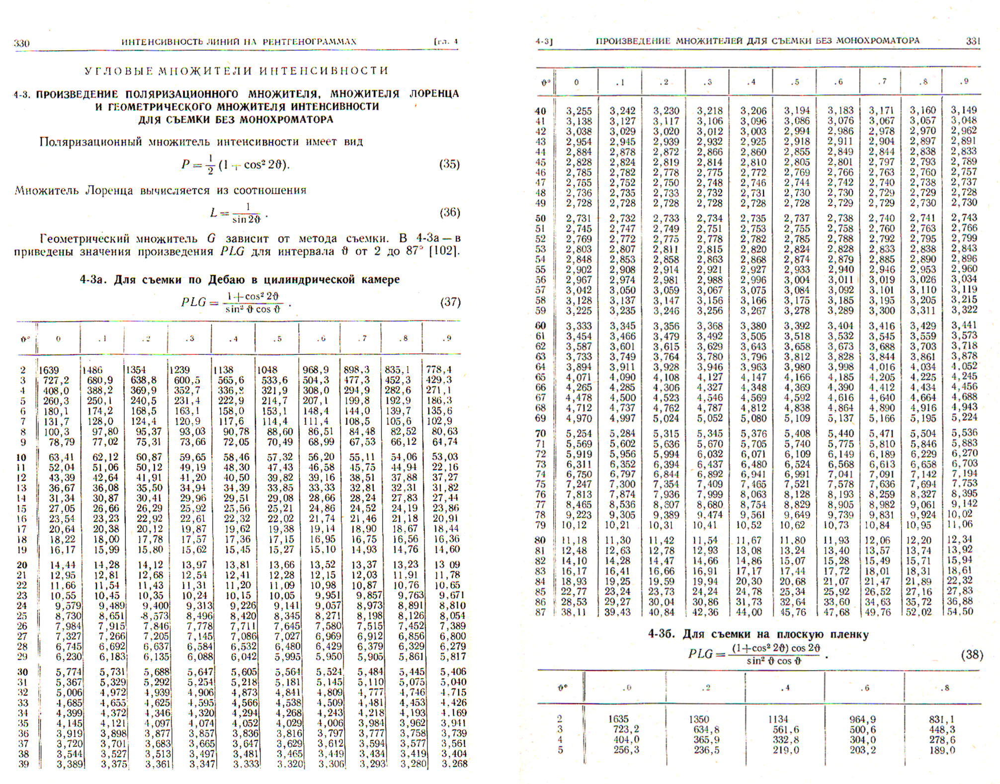 330 ИНТЕНСИВНОСТЬ ЛИНИЙ НА РЕНТГЕНОГРАММАХ [гл. 4
УГЛОВЫЕ МНОЖИТЕЛИ ИНТЕНСИВНОСТИ
4-3. ПРОИЗВЕДЕНИЕ ПОЛЯРИЗАЦИОННОГО МНОЖИТЕЛЯ, МНОЖИТЕЛЯ ЛОРЕНЦА
И ГЕОМЕТРИЧЕСКОГО МНОЖИТЕЛЯ ИНТЕНСИВНОСТИ
ДЛЯ СЪЕМКИ БЕЗ МОНОХРОМАТОРА
Поляризационный множитель интенсивности имеет вид
P = 1/2 (1 + cos² 2ϑ). (35)
Множитель Лоренца вычисляется из соотношения
L = 1 / sin 2ϑ . (36)
Геометрический множитель G зависит от метода съемки. В 4-3а — в
приведены значения произведения PLG для интервала ϑ от 2 до 87° [102].
4-3а. Для съемки по Дебаю в цилиндрической камере
PLG = 1+cos² 2ϑ / sin² ϑ cos ϑ . (37)
ϑ° 0 .1 .2 .3 .4 .5 .6 .7 .8 .9
2 1639 1486 1354 1239 1138 1048 968,9 898,3 835,1 778,4
3 727,2 680,9 638,8 600,5 565,6 533,6 504,3 477,3 452,3 429,3
4 408,0 388,2 369,9 352,7 336,8 321,9 308,0 294,9 282,6 271,1
5 260,3 250,1 240,5 231,4 222,9 214,7 207,1 199,8 192,9 186,3
6 180,1 174,2 168,5 163,1 158,0 153,1 148,4 144,0 139,7 135,6
7 131,7 128,0 124,4 120,9 117,6 114,4 111,4 108,5 105,6 102,9
8 100,3 97,80 95,37 93,03 90,78 88,60 86,51 84,48 82,52 80,63
9 78,79 77,02 75,31 73,66 72,05 70,49 68,99 67,53 66,12 64,74
10 63,41 62,12 60,87 59,65 58,46 57,32 56,20 55,11 54,06 53,03
11 52,04 51,06 50,12 49,19 48,30 47,43 46,58 45,75 44,94 22,16
12 43,39 42,64 41,91 41,20 40,50 39,82 39,16 38,51 37,88 37,27
13 36,67 36,08 35,50 34,94 34,39 33,85 33,33 32,81 32,31 31,82
14 31,34 30,87 30,41 29,96 29,51 29,08 28,66 28,24 27,83 27,44
15 27,05 26,66 26,29 25,92 25,56 25,21 24,86 24,52 24,19 23,86
16 23,54 23,23 22,92 22,61 22,32 22,02 21,74 21,46 21,18 20,91
17 20,64 20,38 20,12 19,87 19,62 19,38 19,14 18,90 18,67 18,44
18 18,22 18,00 17,78 17,57 17,36 17,15 16,95 16,75 16,56 16,36
19 16,17 15,99 15,80 15,62 15,45 15,27 15,10 14,93 14,76 14,60
20 14,44 14,28 14,12 13,97 13,81 13,66 13,52 13,37 13,23 13 09
21 12,95 12,81 12,68 12,54 12,41 12,28 12,15 12,03 11,91 11,78
22 11,66 11,54 11,43 11,31 11,20 11,09 10,98 10,87 10,76 10,65
23 10,55 10,45 10,35 10,24 10,15 10,05 9,951 9,857 9,763 9,671
24 9,579 9,489 9,400 9,313 9,226 9,141 9,057 8,973 8,891 8,810
25 8,730 8,651 8,573 8,496 8,420 8,345 8,271 8,198 8,126 8,054
26 7,984 7,915 7,846 7,778 7,711 7,645 7,580 7,515 7,452 7,389
27 7,327 7,266 7,205 7,145 7,086 7,027 6,969 6,912 6,856 6,800
28 6,745 6,692 6,637 6,584 6,532 6,480 6,429 6,379 6,329 6,279
29 6,230 6,183 6,135 6,088 6,042 5,995 5,950 5,905 5,861 5,817
30 5,774 5,731 5,688 5,647 5,605 5,564 5,524 5,484 5,445 5,406
31 5,367 5,329 5,292 5,254 5,218 5,181 5,145 5,110 5,075 5,040
32 5,006 4,972 4,939 4,906 4,873 4,841 4,809 4,777 4,746 4,715
33 4,685 4,655 4,625 4,595 4,566 4,538 4,509 4,481 4,453 4,426
34 4,399 4,372 4,346 4,320 4,294 4,268 4,243 4,218 4,193 4,169
35 4,145 4,121 4,097 4,074 4,052 4,029 4,006 3,984 3,962 3,941
36 3,919 3,898 3,877 3,857 3,836 3,816 3,797 3,777 3,758 3,739
37 3,720 3,701 3,683 3,665 3,647 3,629 3,612 3,594 3,577 3,561
38 3,544 3,527 3,513 3,497 3,481 3,465 3,449 3,434 3,419 3,404
39 3,389 3,375 3,361 3,347 3,333 3,320 3,306 3,293 3,280 3,268
4-3] ПРОИЗВЕДЕНИЕ МНОЖИТЕЛЕЙ ДЛЯ СЪЕМКИ БЕЗ МОНОХРОМАТОРА 331
ϑ° 0 .1 .2 .3 .4 .5 .6 .7 .8 .9
40 3,255 3,242 3,230 3,218 3,206 3,194 3,183 3,171 3,160 3,149
41 3,138 3,127 3,117 3,106 3,096 3,086 3,076 3,067 3,057 3,048
42 3,038 3,029 3,020 3,012 3,003 2,994 2,986 2,978 2,970 2,962
43 2,954 2,945 2,939 2,932 2,925 2,918 2,911 2,904 2,897 2,891
44 2,884 2,878 2,872 2,866 2,860 2,855 2,849 2,844 2,838 2,833
45 2,828 2,824 2,819 2,814 2,810 2,805 2,801 2,797 2,793 2,789
46 2,785 2,782 2,778 2,775 2,772 2,769 2,766 2,763 2,760 2,757
47 2,755 2,752 2,750 2,748 2,746 2,744 2,742 2,740 2,738 2,737
48 2,736 2,735 2,733 2,732 2,731 2,730 2,730 2,729 2,729 2,728
49 2,728 2,728 2,728 2,728 2,728 2,728 2,729 2,729 2,730 2,730
50 2,731 2,732 2,733 2,734 2,735 2,737 2,738 2,740 2,741 2,743
51 2,745 2,747 2,749 2,751 2,753 2,755 2,758 2,760 2,763 2,766
52 2,769 2,772 2,775 2,778 2,782 2,785 2,788 2,792 2,795 2,799
53 2,803 2,807 2,811 2,815 2,820 2,824 2,828 2,833 2,838 2,843
54 2,848 2,853 2,858 2,863 2,868 2,874 2,879 2,885 2,890 2,896
55 2,902 2,908 2,914 2,921 2,927 2,933 2,940 2,946 2,953 2,960
56 2,967 2,974 2,981 2,988 2,996 3,004 3,011 3,019 3,026 3,034
57 3,042 3,050 3,059 3,067 3,075 3,084 3,092 3,101 3,110 3,119
58 3,128 3,137 3,147 3,156 3,166 3,175 3,185 3,195 3,205 3,215
59 3,225 3,235 3,246 3,256 3,267 3,278 3,289 3,300 3,311 3,322
60 3,333 3,345 3,356 3,368 3,380 3,392 3,404 3,416 3,429 3,441
61 3,454 3,466 3,479 3,492 3,505 3,518 3,532 3,545 3,559 3,573
62 3,587 3,601 3,615 3,629 3,643 3,658 3,673 3,688 3,703 3,718
63 3,733 3,749 3,764 3,780 3,796 3,812 3,828 3,844 3,861 3,878
64 3,894 3,911 3,928 3,946 3,963 3,980 3,998 4,016 4,034 4,052
65 4,071 4,090 4,108 4,127 4,147 4,166 4,185 4,205 4,225 4,245
66 4,265 4,285 4,306 4,327 4,348 4,369 4,390 4,412 4,434 4,456
67 4,478 4,500 4,523 4,546 4,569 4,592 4,616 4,640 4,664 4,688
68 4,712 4,737 4,762 4,787 4,812 4,838 4,864 4,890 4,916 4,943
69 4,970 4,997 5,024 5,052 5,080 5,109 5,137 5,166 5,195 5,224
70 5,254 5,284 5,315 5,345 5,376 5,408 5,440 5,471 5,504 5,536
71 5,569 5,602 5,636 5,670 5,705 5,740 5,775 5,810 5,846 5,883
72 5,919 5,956 5,994 6,032 6,071 6,109 6,149 6,189 6,229 6,270
73 6,311 6,352 6,394 6,437 6,480 6,524 6,568 6,613 6,658 6,703
74 6,750 6,797 6,844 6,892 6,941 6,991 7,041 7,091 7,142 7,194
75 7,247 7,300 7,354 7,409 7,465 7,521 7,578 7,636 7,694 7,753
76 7,813 7,874 7,936 7,999 8,063 8,128 8,193 8,259 8,327 8,395
77 8,465 8,536 8,607 8,680 8,754 8,829 8,905 8,982 9,061 9,142
78 9,223 9,305 9,389 9,474 9,561 9,649 9,739 9,831 9,924 10,02
79 10,12 10,21 10,31 10,41 10,52 10,62 10,73 10,84 10,95 11,06
80 11,18 11,30 11,42 11,54 11,67 11,80 11,93 12,06 12,20 12,34
81 12,48 12,63 12,78 12,93 13,08 13,24 13,40 13,57 13,74 13,92
82 14,10 14,28 14,47 14,66 14,86 15,07 15,28 15,49 15,71 15,94
83 16,17 16,41 16,66 16,91 17,17 17,44 17,72 18,01 18,31 18,61
84 18,93 19,25 19,59 19,94 20,30 20,68 21,07 21,47 21,89 22,32
85 22,77 23,24 23,73 24,24 24,78 25,34 25,92 26,52 27,16 27,83
86 28,53 29,27 30,04 30,86 31,73 32,64 33,60 34,63 35,72 36,88
87 38,11 39,43 40,84 42,36 44,00 45,76 47,68 49,76 52,02 54,50
4-3б. Для съемки на плоскую пленку
PLG = (1+cos² 2ϑ) cos 2ϑ / sin² ϑ cos ϑ . (38)
ϑ° .0 .2 .4 .6 .8
2 1635 1350 1134 964,9 831,1
3 723,2 634,8 561,6 500,6 448,3
4 404,0 365,9 332,8 304,0 278,6
5 256,3 236,5 219,0 203,2 189,0